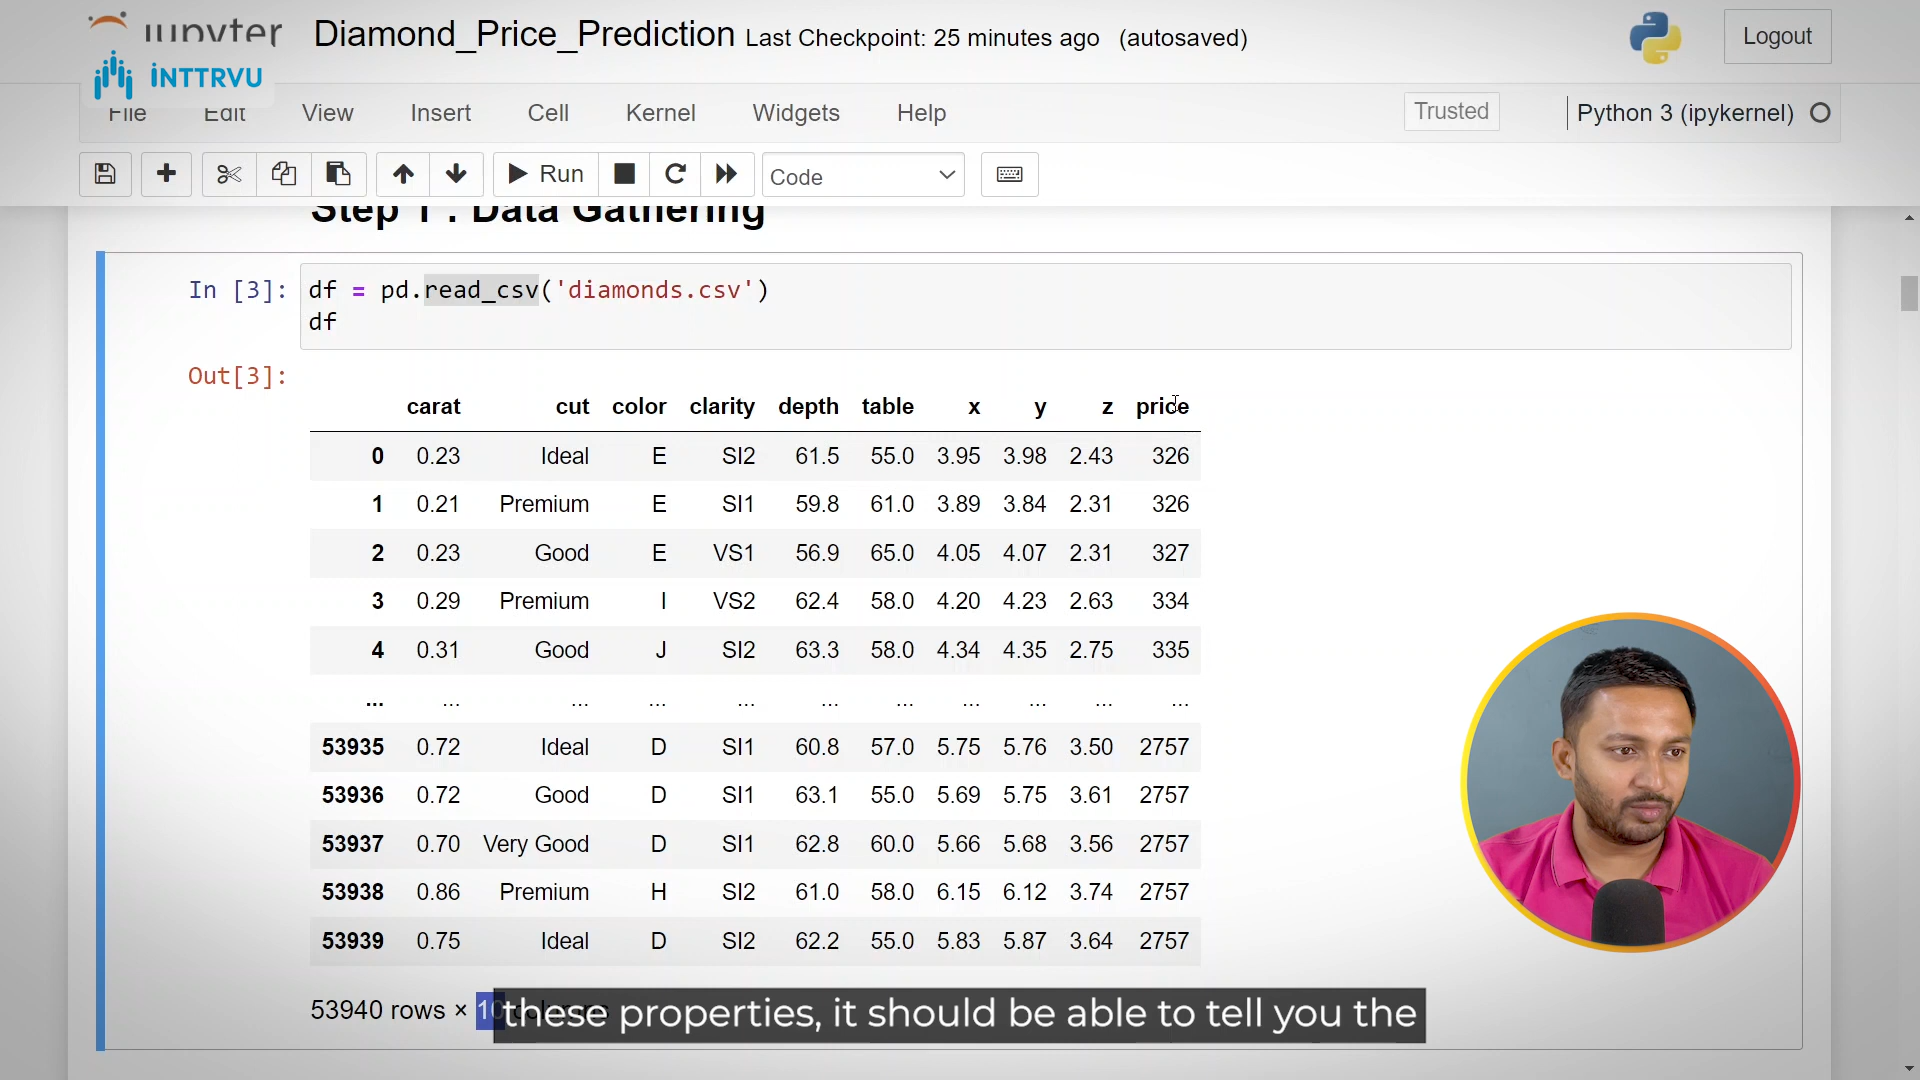 Jupyter Diamond_Price_Prediction Last Checkpoint: 25 minutes ago (autosaved) Logout
INTTRVU
File Edit View Insert Cell Kernel Widgets Help Trusted Python 3 (ipykernel)
Run Code
Step 1 : Data Gathering
In [3]: df = pd.read_csv('diamonds.csv')
df
Out[3]:
carat cut color clarity depth table x y z price
0 0.23 Ideal E SI2 61.5 55.0 3.95 3.98 2.43 326
1 0.21 Premium E SI1 59.8 61.0 3.89 3.84 2.31 326
2 0.23 Good E VS1 56.9 65.0 4.05 4.07 2.31 327
3 0.29 Premium I VS2 62.4 58.0 4.20 4.23 2.63 334
4 0.31 Good J SI2 63.3 58.0 4.34 4.35 2.75 335
... ... ... ... ... ... ... ... ... ... ...
53935 0.72 Ideal D SI1 60.8 57.0 5.75 5.76 3.50 2757
53936 0.72 Good D SI1 63.1 55.0 5.69 5.75 3.61 2757
53937 0.70 Very Good D SI1 62.8 60.0 5.66 5.68 3.56 2757
53938 0.86 Premium H SI2 61.0 58.0 6.15 6.12 3.74 2757
53939 0.75 Ideal D SI2 62.2 55.0 5.83 5.87 3.64 2757
53940 rows × 10
these properties, it should be able to tell you the